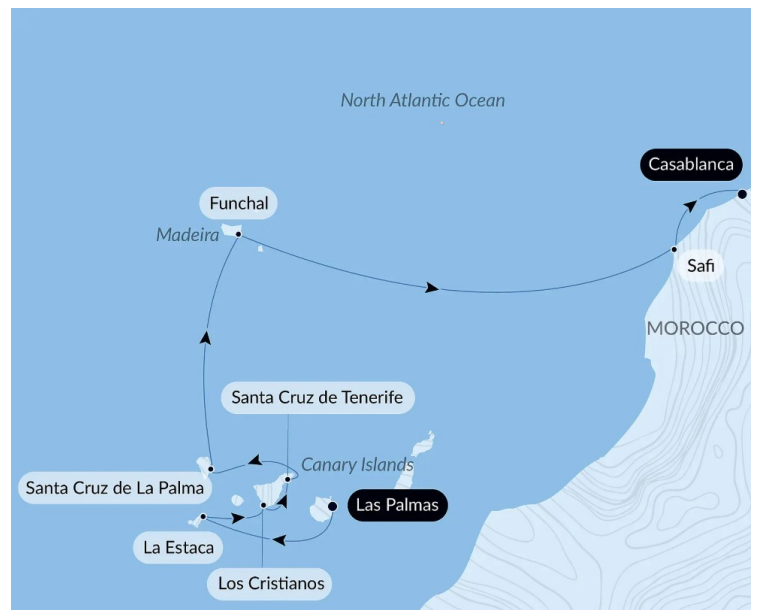 North Atlantic Ocean
Casablanca
Funchal
Madeira
Safi
MOROCCO
Santa Cruz de Tenerife
Canary Islands
Santa Cruz de La Palma
Las Palmas
La Estaca
Los Cristianos